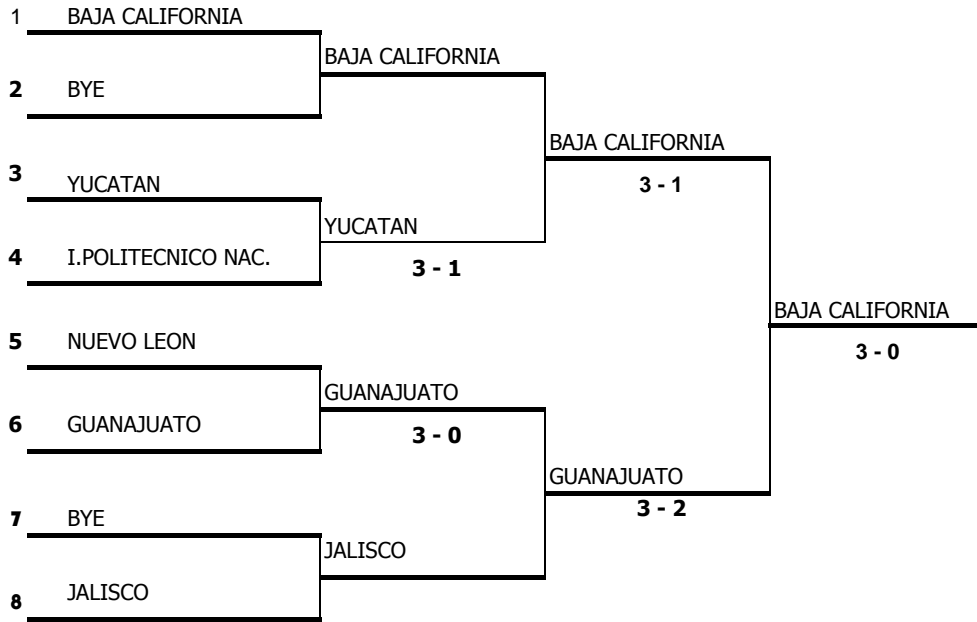 1 BAJA CALIFORNIA
BAJA CALIFORNIA
2 BYE
BAJA CALIFORNIA
3 YUCATAN
3 - 1
YUCATAN
4 I.POLITECNICO NAC.
3 - 1
BAJA CALIFORNIA
5 NUEVO LEON
3 - 0
GUANAJUATO
6 GUANAJUATO
3 - 0
GUANAJUATO
3 - 2
7 BYE
JALISCO
8 JALISCO